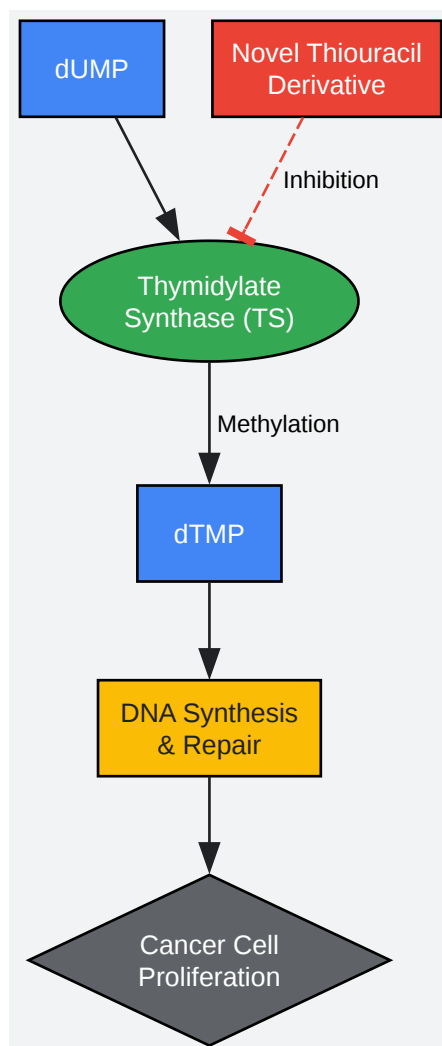 dUMP
Novel Thiouracil
Derivative
Inhibition
Thymidylate
Synthase (TS)
Methylation
dTMP
DNA Synthesis
& Repair
Cancer Cell
Proliferation